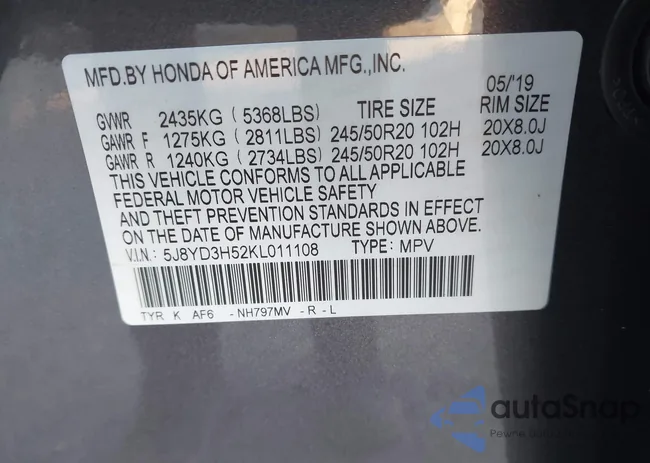 MFD.BY HONDA OF AMERICA MFG.,INC.
05/'19
GVWR 2435KG ( 5368LBS) TIRE SIZE RIM SIZE
GAWR F 1275KG ( 2811LBS) 245/50R20 102H 20X8.0J
GAWR R 1240KG ( 2734LBS) 245/50R20 102H 20X8.0J
THIS VEHICLE CONFORMS TO ALL APPLICABLE
FEDERAL MOTOR VEHICLE SAFETY
AND THEFT PREVENTION STANDARDS IN EFFECT ON
THE DATE OF MANUFACTURE SHOWN ABOVE.
V.I.N.: 5J8YD3H52KL011108 TYPE: MPV
TYR K AF6 -NH797MV -R -L
autoSnap